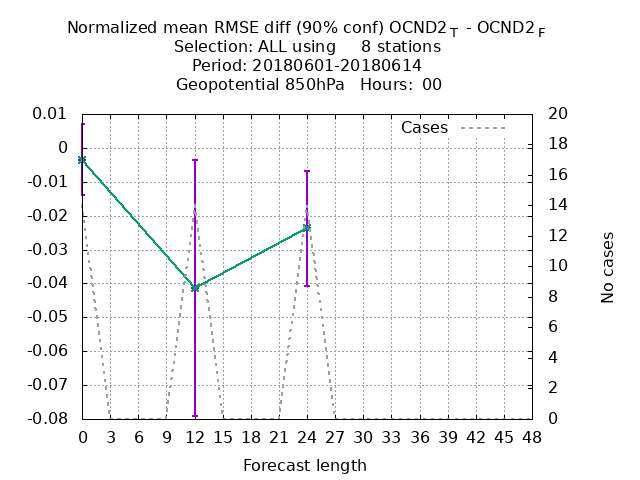 Normalized mean RMSE diff (90% conf) OCND2 T - OCND2 F
Selection: ALL using 8 stations
Period: 20180601-20180614
Geopotential 850hPa Hours: 00
Cases
0.01
0
-0.01
-0.02
-0.03
-0.04
-0.05
-0.06
-0.07
-0.08
20
18
16
14
12
10
8
6
4
2
0
No cases
0 3 6 9 12 15 18 21 24 27 30 33 36 39 42 45 48
Forecast length